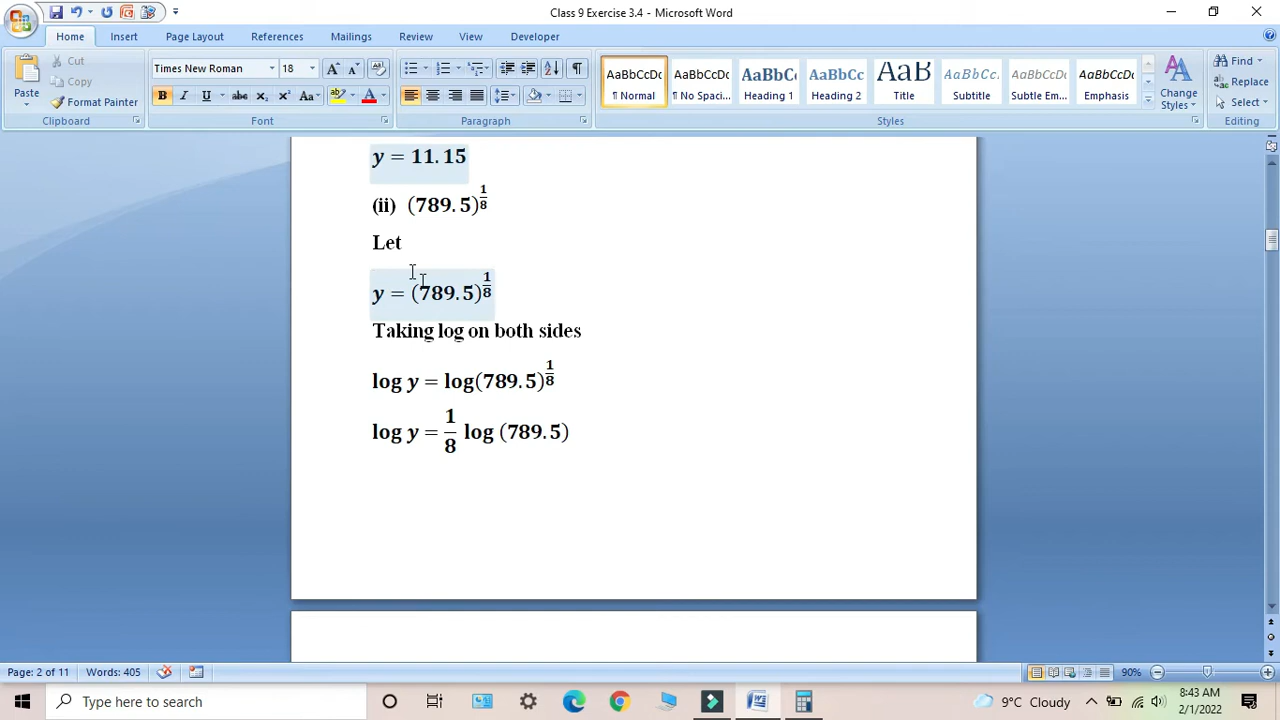 Class 9 Exercise 3.4 - Microsoft Word
Home Insert Page Layout References Mailings Review View Developer
Paste
Cut
Copy
Format Painter
Clipboard
Times New Roman 18
B I U abc x₂ x² Aa
Font
Paragraph
AaBbCcDc AaBbCcDc AaBbC AaBbCc AaB AaBbCc. AaBbCcDc AaBbCcDc
¶ Normal ¶ No Spaci... Heading 1 Heading 2 Title Subtitle Subtle Em... Emphasis
Change Styles
Styles
Find
Replace
Select
Editing
y = 11.15
(ii) (789.5)^(1/8)
Let
y = (789.5)^(1/8)
Taking log on both sides
log y = log(789.5)^(1/8)
log y = 1/8 log (789.5)
Page: 2 of 11 Words: 405 90%
Type here to search
9°C Cloudy
8:43 AM
2/1/2022